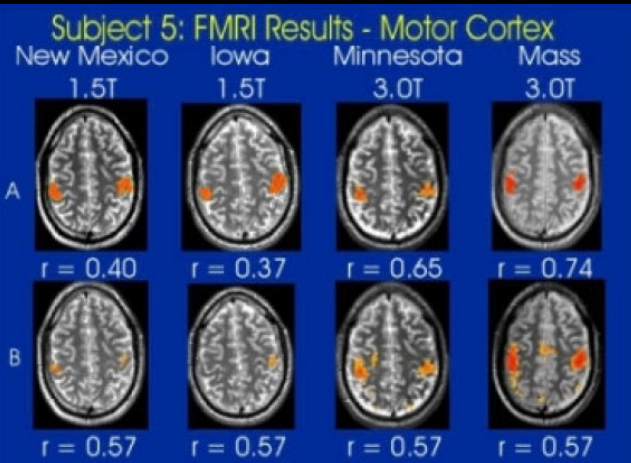 Subject 5: FMRI Results - Motor Cortex
New Mexico Iowa Minnesota Mass
1.5T 1.5T 3.0T 3.0T
A
r = 0.40 r = 0.37 r = 0.65 r = 0.74
B
r = 0.57 r = 0.57 r = 0.57 r = 0.57